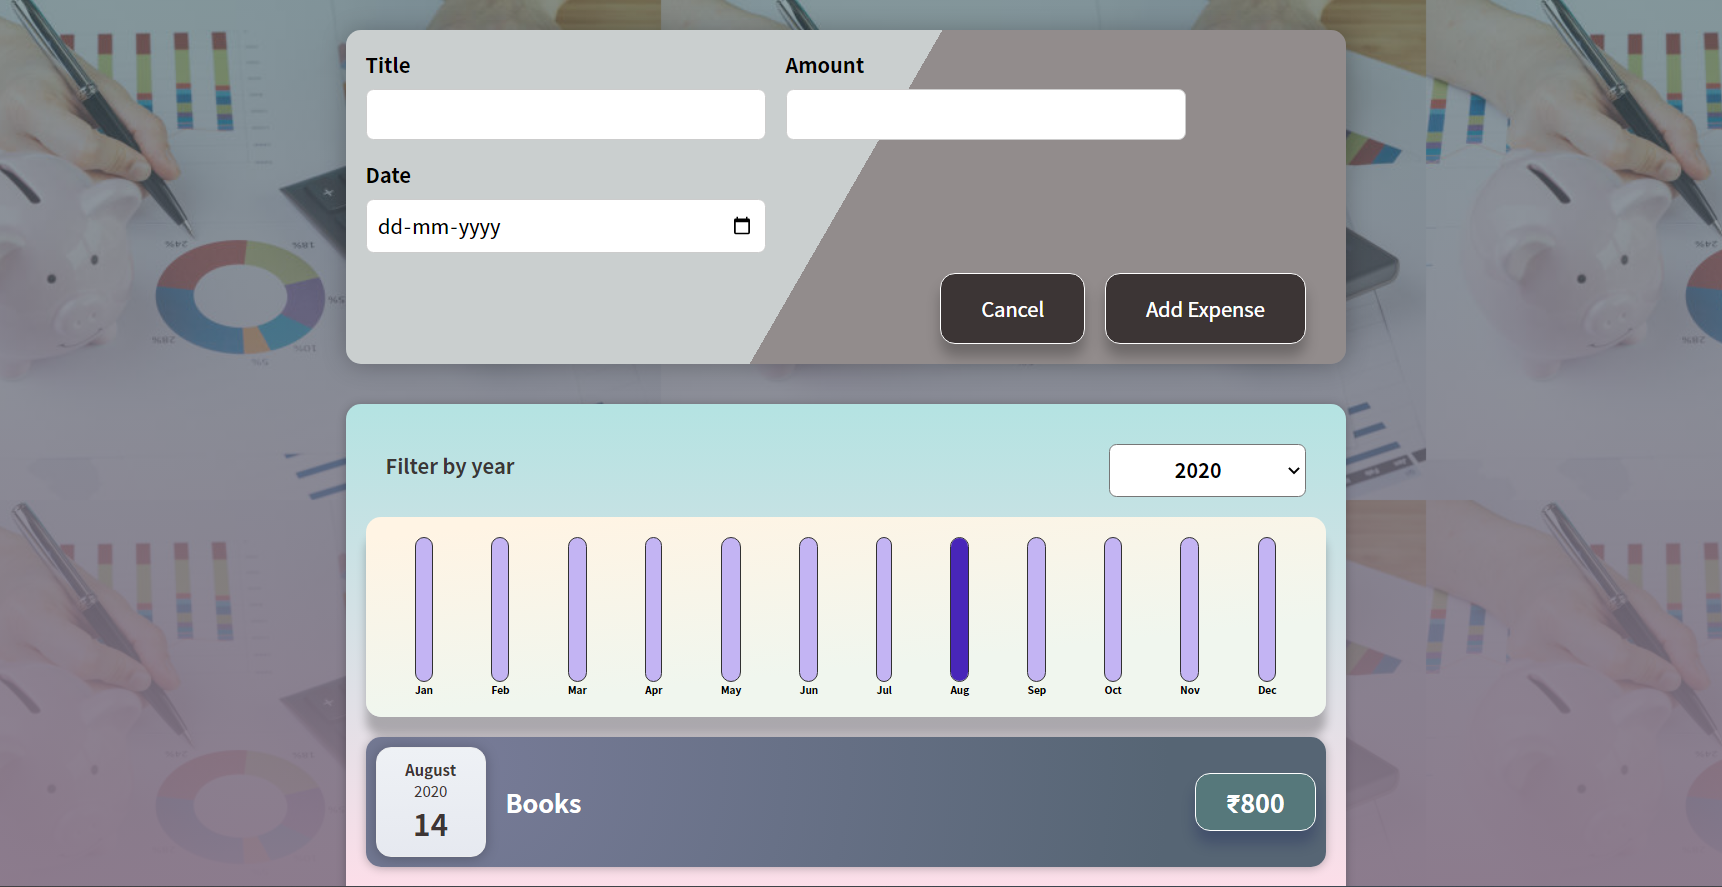 Title
Amount
Date
dd-mm-yyyy
Cancel
Add Expense
Filter by year
2020
Jan Feb Mar Apr May Jun Jul Aug Sep Oct Nov Dec
August
2020
14
Books
₹800